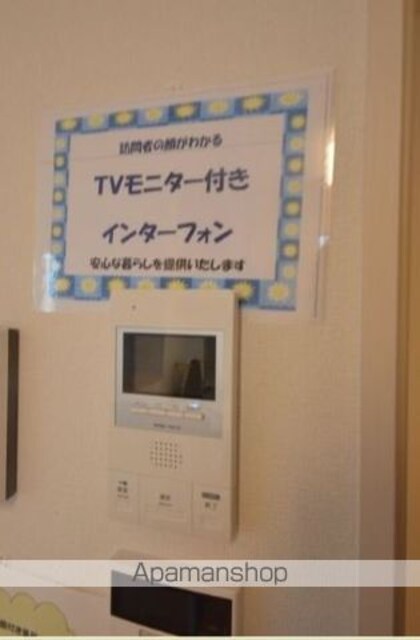 訪問者の顔がわかる
TVモニター付き
インターフォン
安心な暮らしを提供いたします
Apamanshop